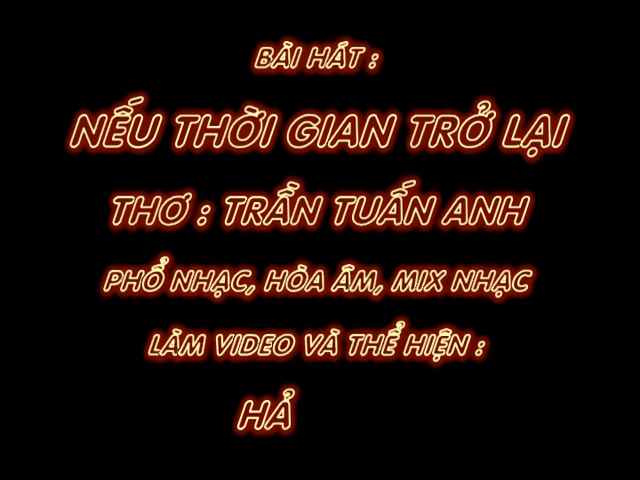 BÀI HÁT :
NẾU THỜI GIAN TRỞ LẠI
THƠ : TRẦN TUẤN ANH
PHỔ NHẠC, HÒA ÂM, MIX NHẠC
LÀM VIDEO VÀ THỂ HIỆN :
HẢ